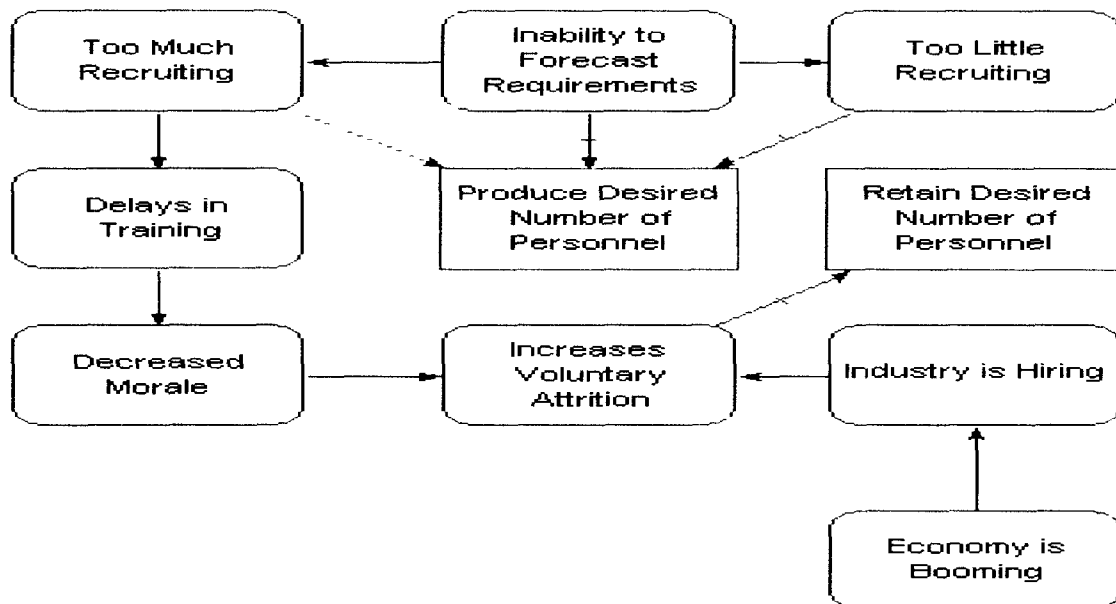 Too Much
Recruiting
Inability to
Forecast
Requirements
Too Little
Recruiting
Delays in
Training
Produce Desired
Number of
Personnel
Retain Desired
Number of
Personnel
Decreased
Morale
Increases
Voluntary
Attrition
Industry is Hiring
Economy is
Booming